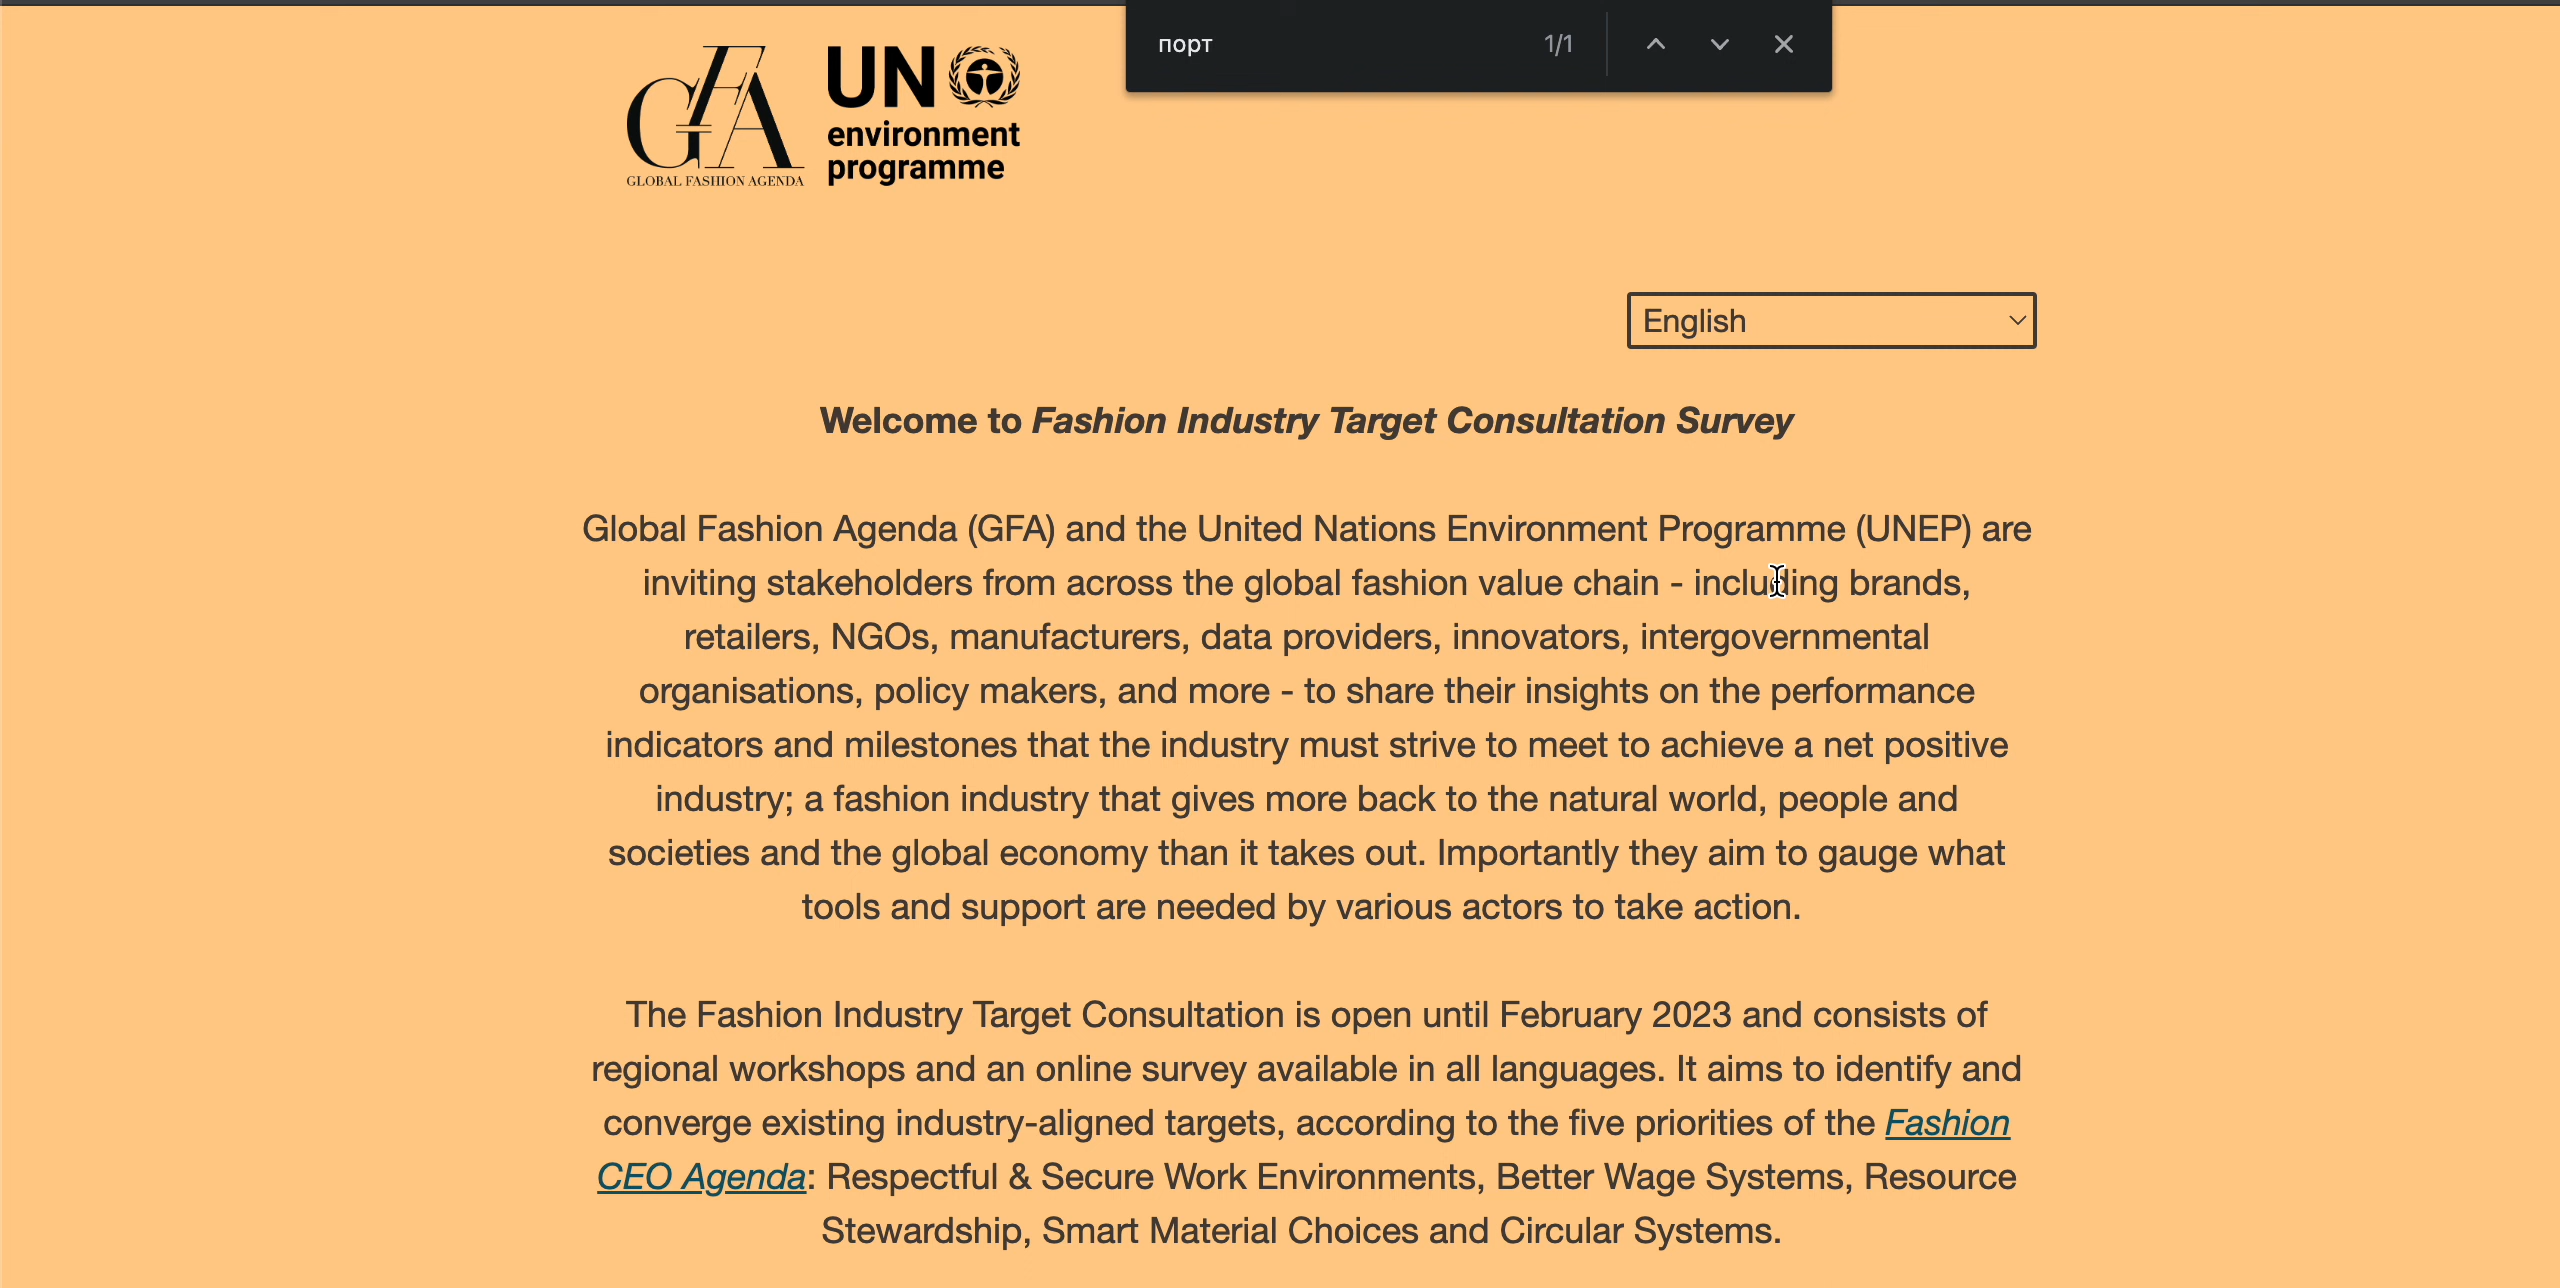 порт
1/1
GFA
GLOBAL FASHION AGENDA
UN
environment
programme
English
Welcome to Fashion Industry Target Consultation Survey
Global Fashion Agenda (GFA) and the United Nations Environment Programme (UNEP) are
inviting stakeholders from across the global fashion value chain - including brands,
retailers, NGOs, manufacturers, data providers, innovators, intergovernmental
organisations, policy makers, and more - to share their insights on the performance
indicators and milestones that the industry must strive to meet to achieve a net positive
industry; a fashion industry that gives more back to the natural world, people and
societies and the global economy than it takes out. Importantly they aim to gauge what
tools and support are needed by various actors to take action.
The Fashion Industry Target Consultation is open until February 2023 and consists of
regional workshops and an online survey available in all languages. It aims to identify and
converge existing industry-aligned targets, according to the five priorities of the Fashion
CEO Agenda: Respectful & Secure Work Environments, Better Wage Systems, Resource
Stewardship, Smart Material Choices and Circular Systems.